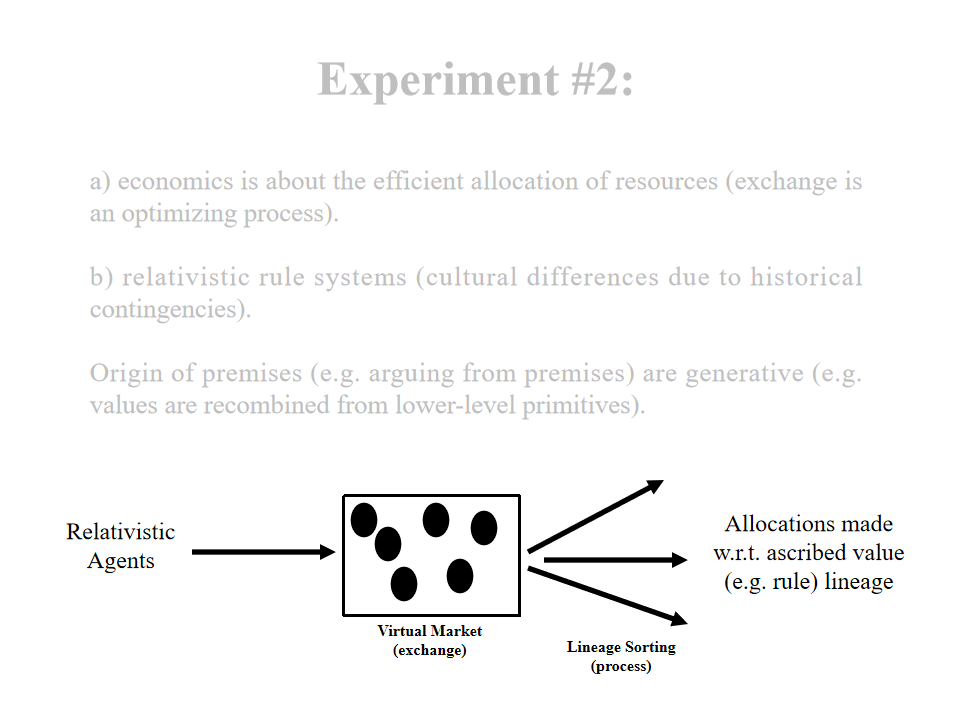 Experiment #2:
a) economics is about the efficient allocation of resources (exchange is
an optimizing process).
b) relativistic rule systems (cultural differences due to historical
contingencies).
Origin of premises (e.g. arguing from premises) are generative (e.g.
values are recombined from lower-level primitives).
Relativistic
Agents
Virtual Market
(exchange)
Lineage Sorting
(process)
Allocations made
w.r.t. ascribed value
(e.g. rule) lineage